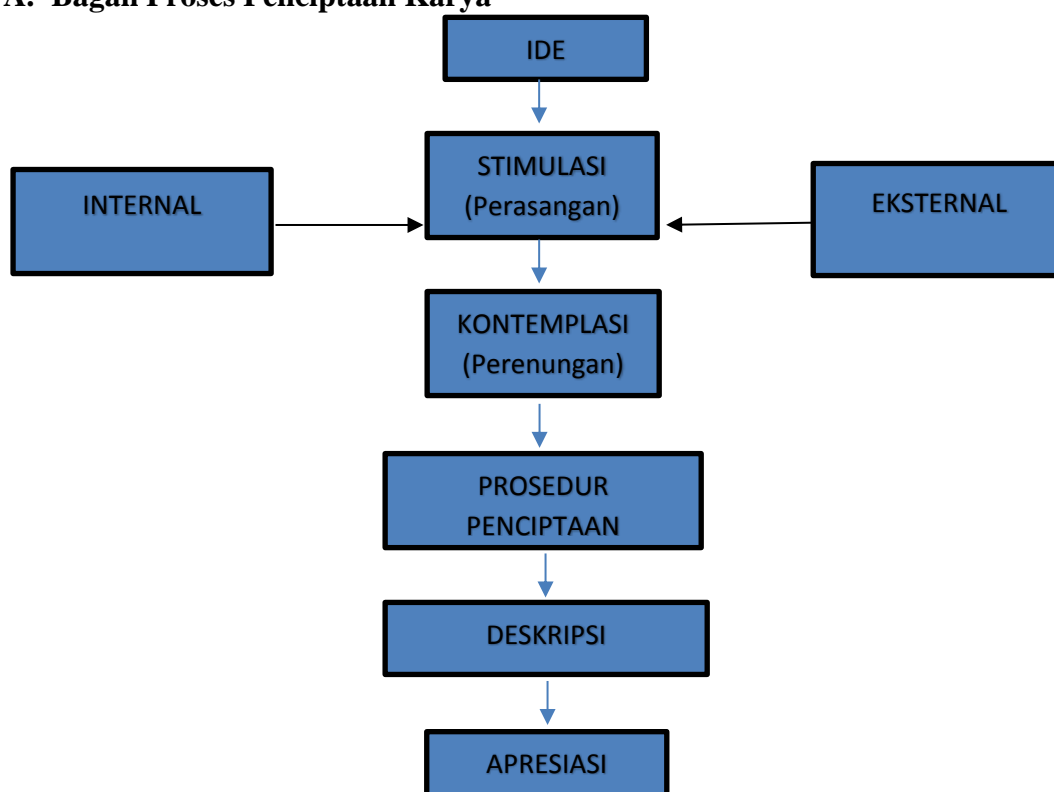 A. Bagan Proses Penciptaan Karya
IDE
STIMULASI
(Perasangan)
INTERNAL
EKSTERNAL
KONTEMPLASI
(Perenungan)
PROSEDUR
PENCIPTAAN
DESKRIPSI
APRESIASI